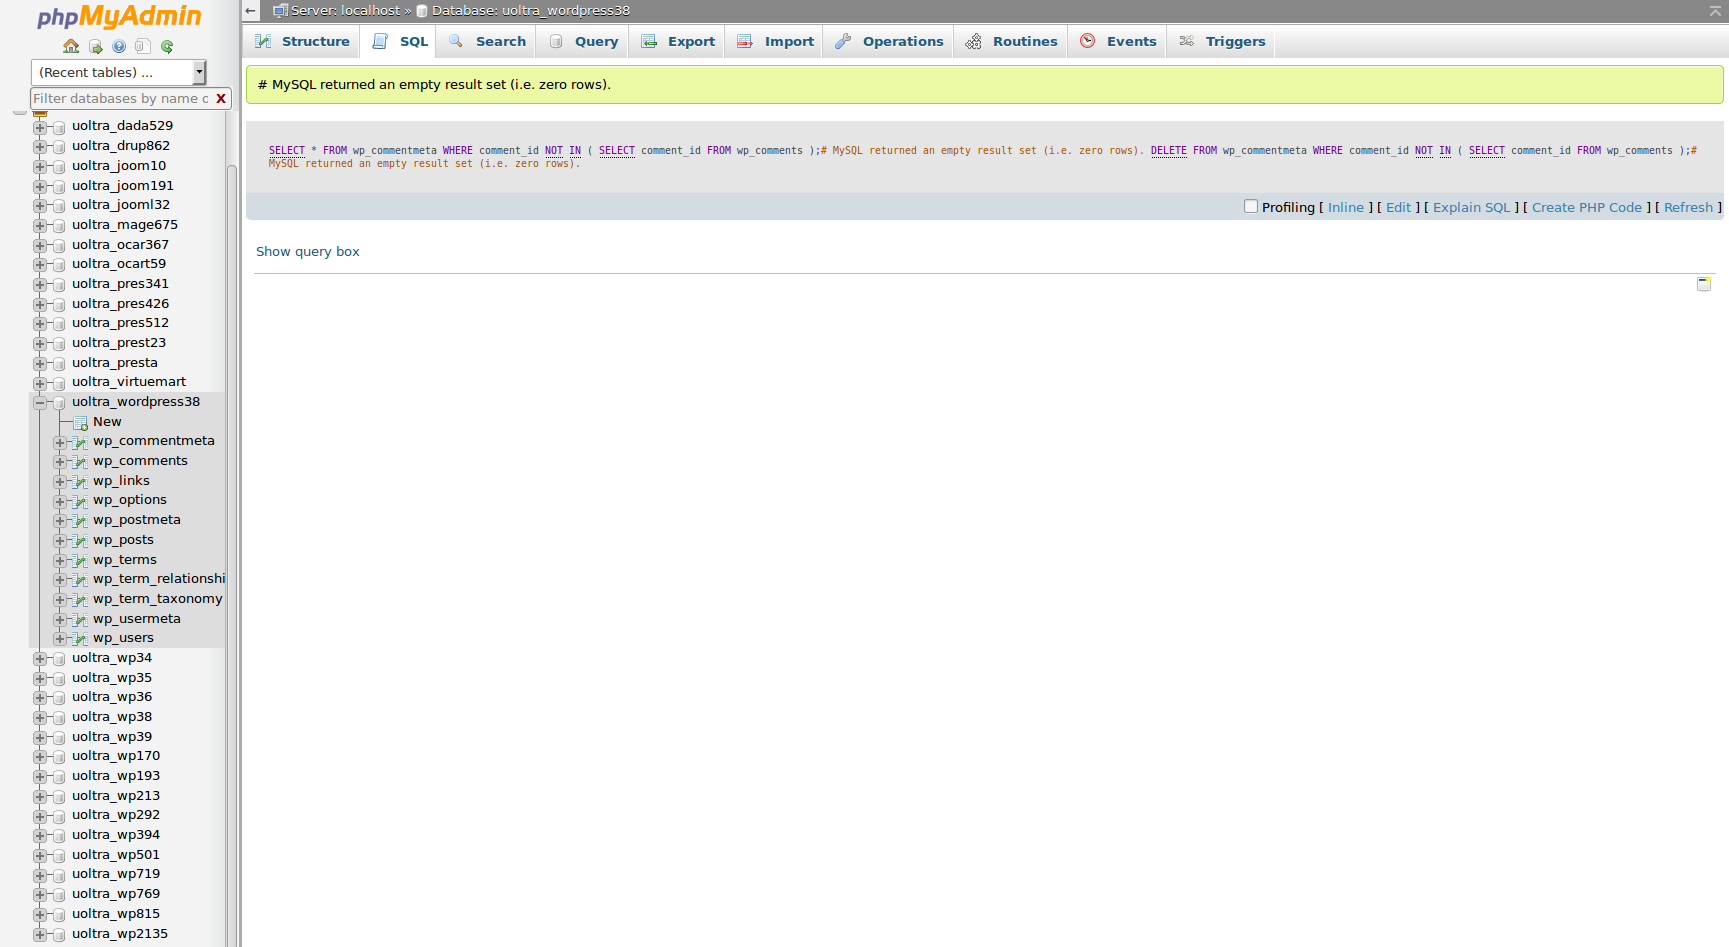 phpMyAdmin
(Recent tables) ...
Filter databases by name o X
uoltra_dada529
uoltra_drup862
uoltra_joom10
uoltra_joom191
uoltra_jooml32
uoltra_mage675
uoltra_ocar367
uoltra_ocart59
uoltra_pres341
uoltra_pres426
uoltra_pres512
uoltra_prest23
uoltra_presta
uoltra_virtuemart
uoltra_wordpress38
New
wp_commentmeta
wp_comments
wp_links
wp_options
wp_postmeta
wp_posts
wp_terms
wp_term_relationshi
wp_term_taxonomy
wp_usermeta
wp_users
uoltra_wp34
uoltra_wp35
uoltra_wp36
uoltra_wp38
uoltra_wp39
uoltra_wp170
uoltra_wp193
uoltra_wp213
uoltra_wp292
uoltra_wp394
uoltra_wp501
uoltra_wp719
uoltra_wp769
uoltra_wp815
uoltra_wp2135
Server: localhost » Database: uoltra_wordpress38
Structure SQL Search Query Export Import Operations Routines Events Triggers
# MySQL returned an empty result set (i.e. zero rows).
SELECT * FROM wp_commentmeta WHERE comment_id NOT IN ( SELECT comment_id FROM wp_comments );# MySQL returned an empty result set (i.e. zero rows). DELETE FROM wp_commentmeta WHERE comment_id NOT IN ( SELECT comment_id FROM wp_comments );#
MySQL returned an empty result set (i.e. zero rows).
Profiling [ Inline ] [ Edit ] [ Explain SQL ] [ Create PHP Code ] [ Refresh ]
Show query box